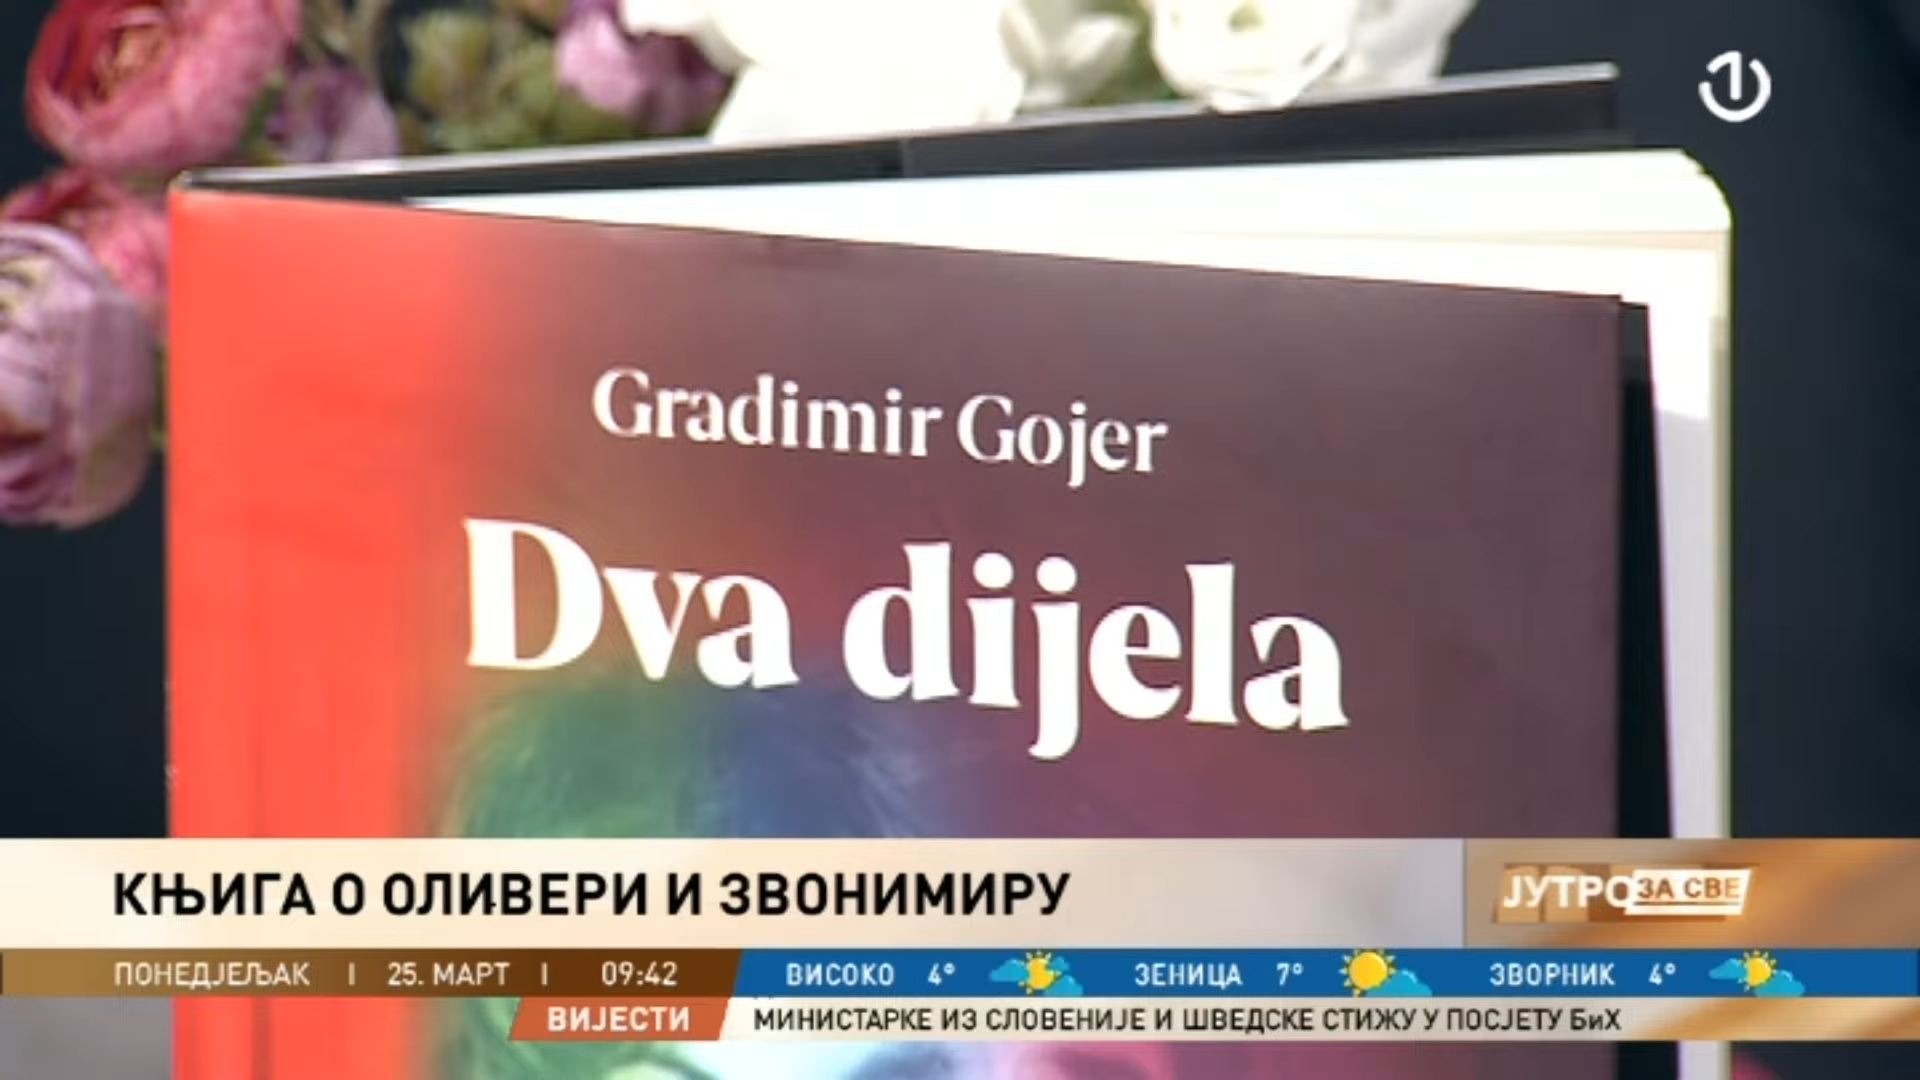 Gradimir Gojer
Dva dijela
КЊИГА О ОЛИВЕРИ И ЗВОНИМИРУ
ЈУТРО ЗА СВЕ
ПОНЕДЈЕЉАК | 25. МАРТ | 09:42 ВИСОКО 4° ЗЕНИЦА 7° ЗВОРНИК 4°
ВИЈЕСТИ МИНИСТАРКЕ ИЗ СЛОВЕНИЈЕ И ШВЕДСКЕ СТИЖУ У ПОСЈЕТУ БиХ